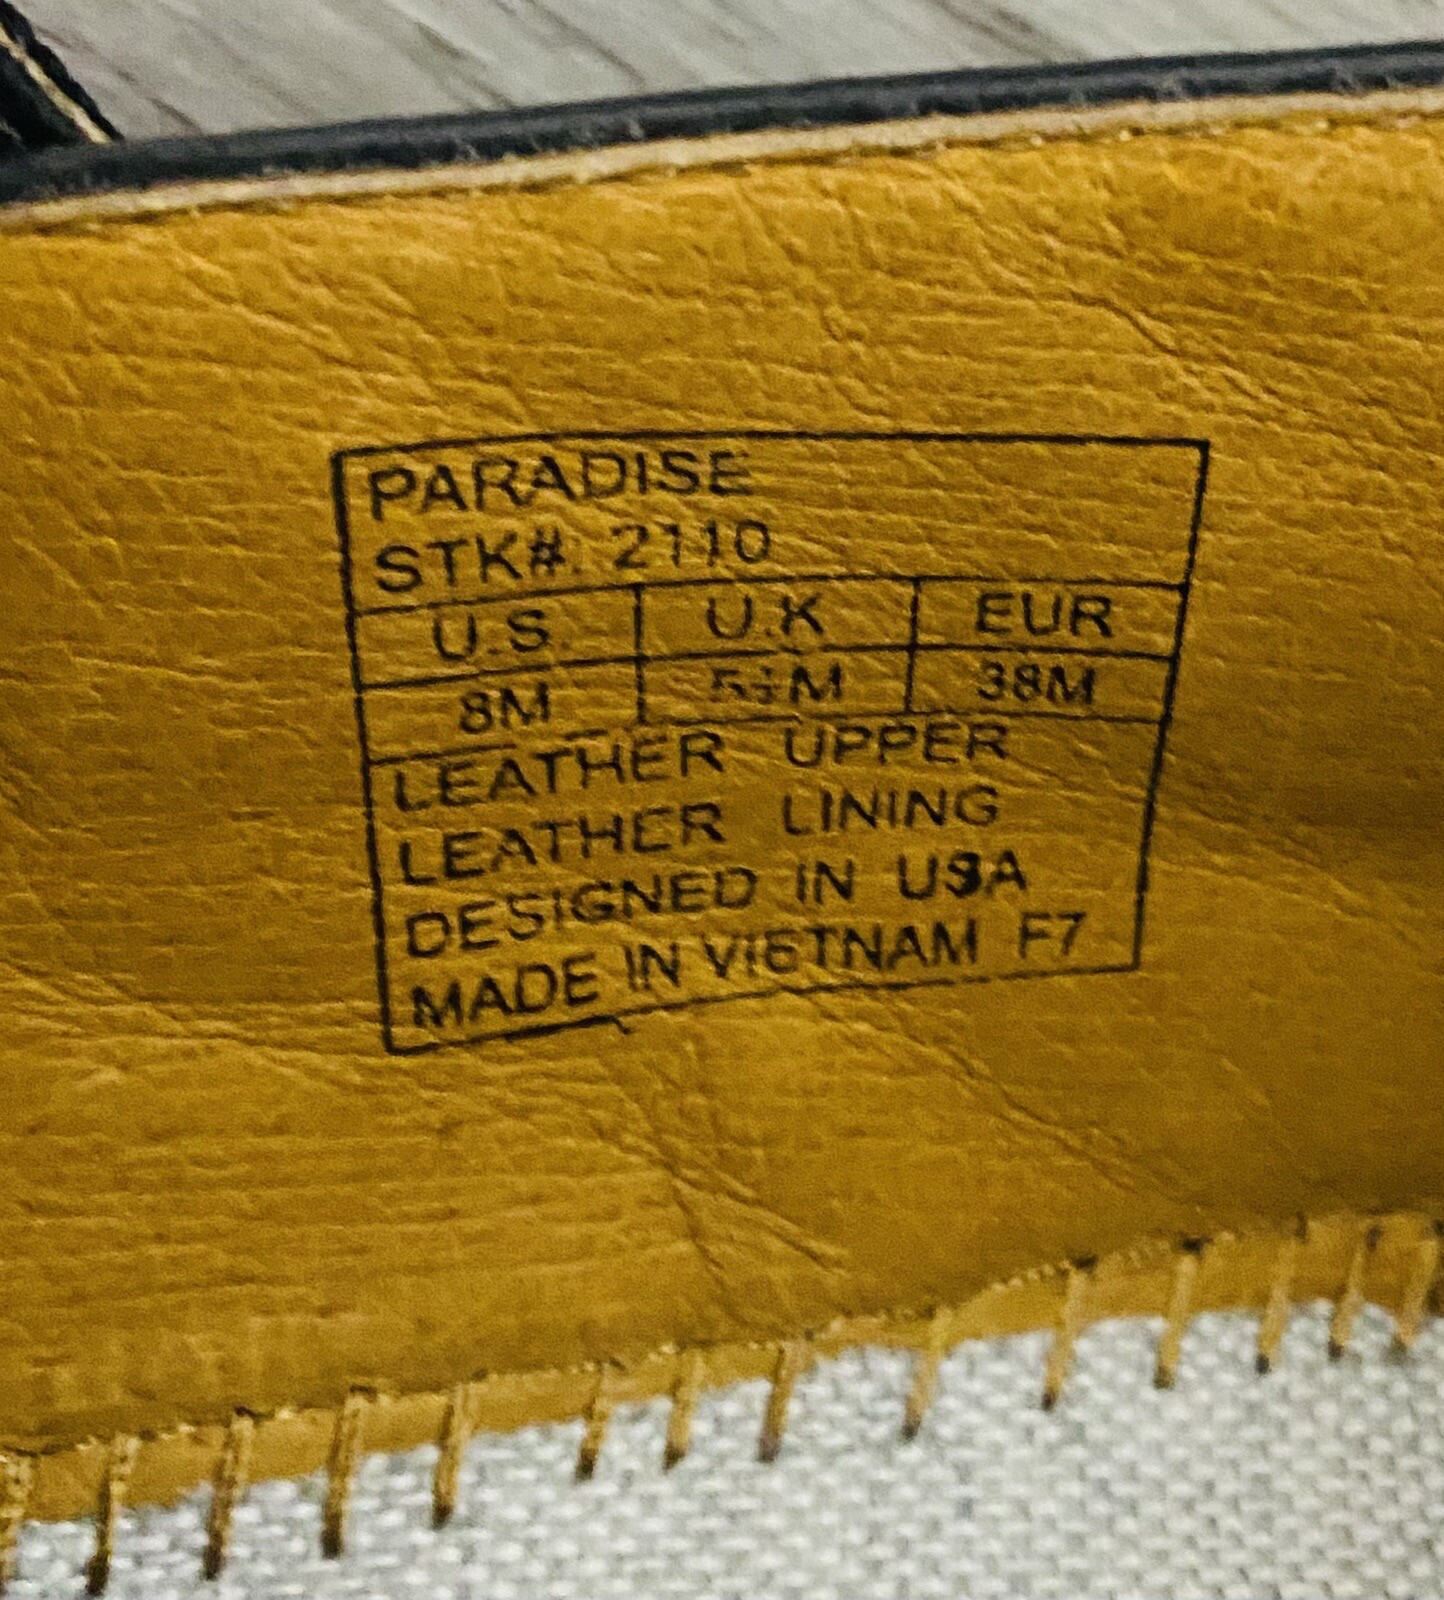 PARADISE
STK#: 2110
U.S. U.K EUR
8M 5½M 38M
LEATHER UPPER
LEATHER LINING
DESIGNED IN USA
MADE IN VIETNAM F7